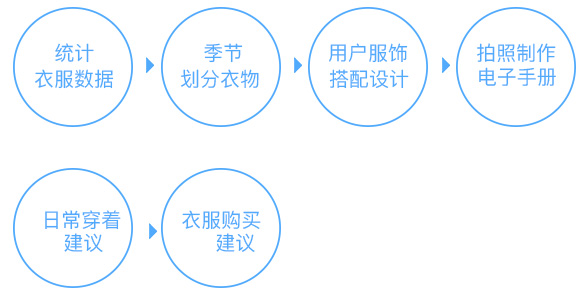 统计
衣服数据
季节
划分衣物
用户服饰
搭配设计
拍照制作
电子手册
日常穿着
建议
衣服购买
建议